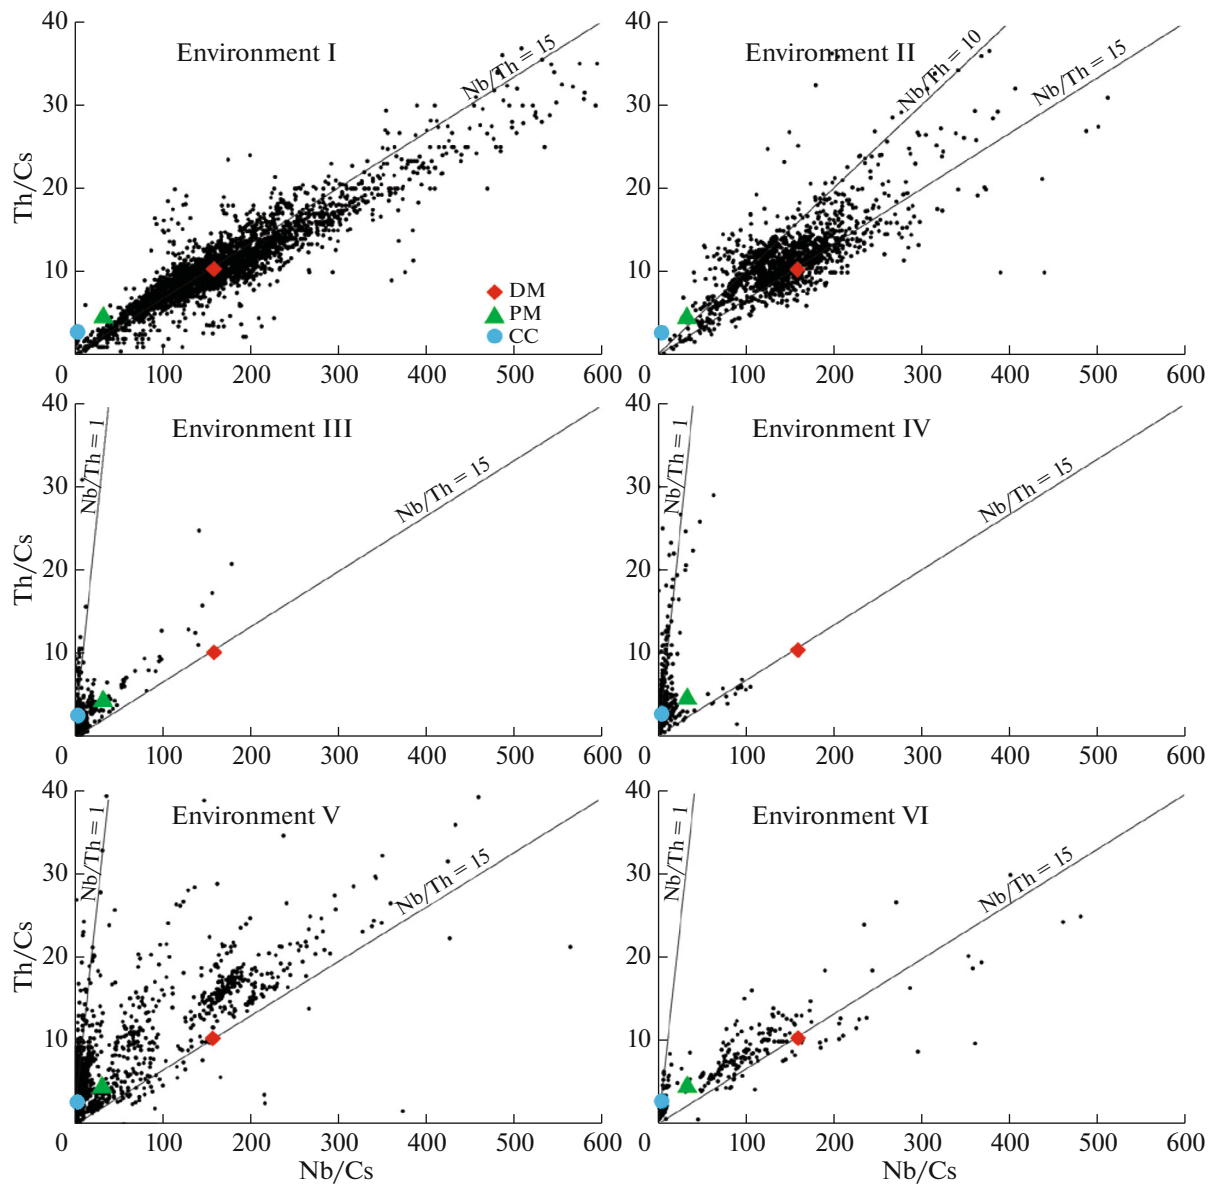 40
30
20
10
Th/Cs
Environment I
Nb/Th = 15
DM
PM
CC
0 100 200 300 400 500 600
40
30
20
10
Environment II
Nb/Th = 10
Nb/Th = 15
0 100 200 300 400 500 600
40
30
20
10
Th/Cs
Nb/Th = 1
Environment III
Nb/Th = 15
0 100 200 300 400 500 600
40
30
20
10
Nb/Th = 1
Environment IV
Nb/Th = 15
0 100 200 300 400 500 600
40
30
20
10
Th/Cs
Nb/Th = 1
Environment V
Nb/Th = 15
0 100 200 300 400 500 600
Nb/Cs
40
30
20
10
Nb/Th = 1
Environment VI
Nb/Th = 15
0 100 200 300 400 500 600
Nb/Cs